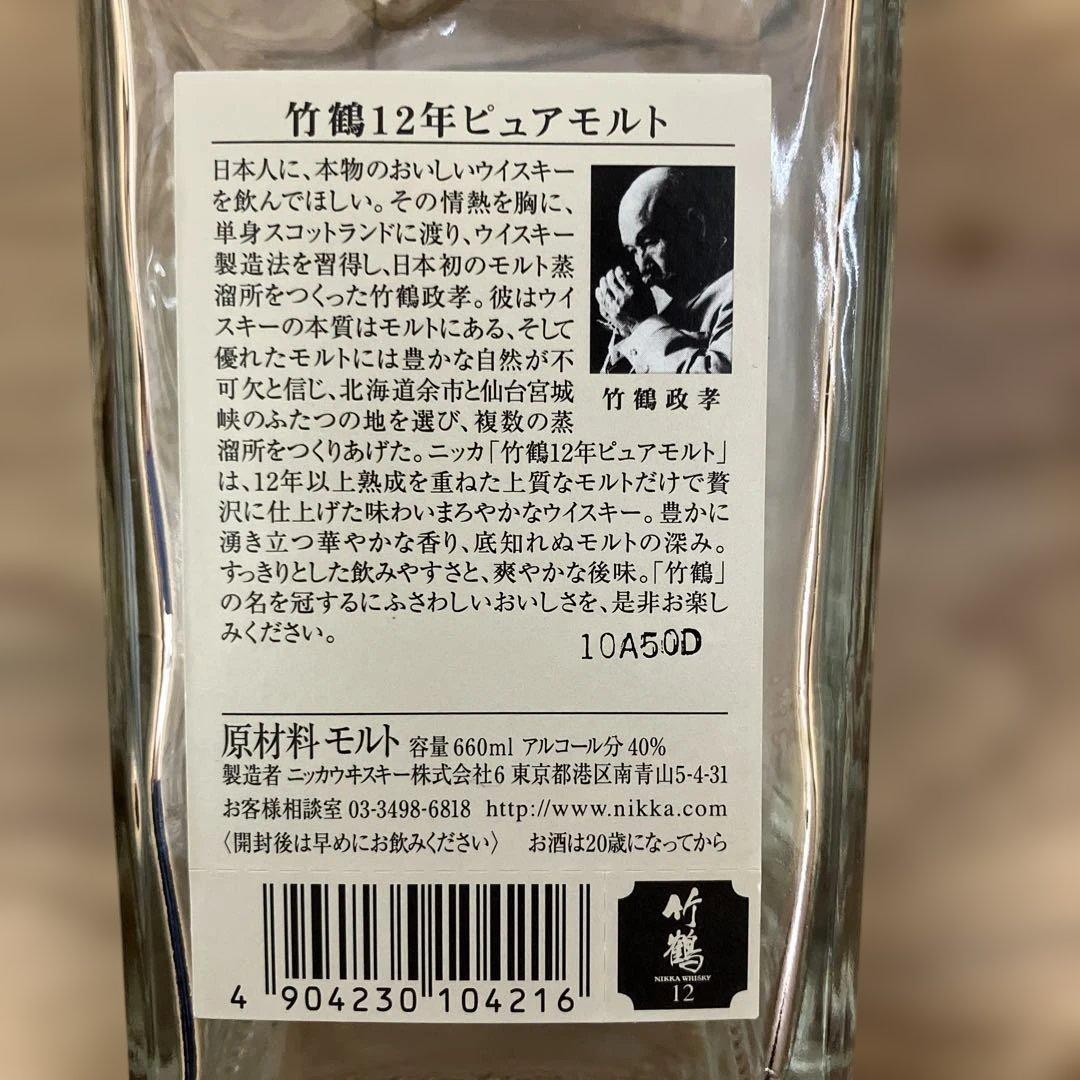 竹鶴12年ピュアモルト
日本人に、本物のおいしいウイスキー
を飲んでほしい。その情熱を胸に、
単身スコットランドに渡り、ウイスキー
製造法を習得し、日本初のモルト蒸
溜所をつくった竹鶴政孝。彼はウイ
スキーの本質はモルトにある、そして
優れたモルトには豊かな自然が不
可欠と信じ、北海道余市と仙台宮城
峡のふたつの地を選び、複数の蒸
溜所をつくりあげた。ニッカ「竹鶴12年ピュアモルト」
は、12年以上熟成を重ねた上質なモルトだけで贅
沢に仕上げた味わいまろやかなウイスキー。豊かに
湧き立つ華やかな香り、底知れぬモルトの深み。
すっきりとした飲みやすさと、爽やかな後味。「竹鶴」
の名を冠するにふさわしいおいしさを、是非お楽し
みください。
竹鶴政孝
10A50D
原材料 モルト 容量 660ml アルコール分 40%
製造者 ニッカウヰスキー株式会社6 東京都港区南青山5-4-31
お客様相談室 03-3498-6818 http://www.nikka.com
〈開封後は早めにお飲みください〉 お酒は20歳になってから
4 904230 104216
竹鶴
NIKKA WHISKY
12